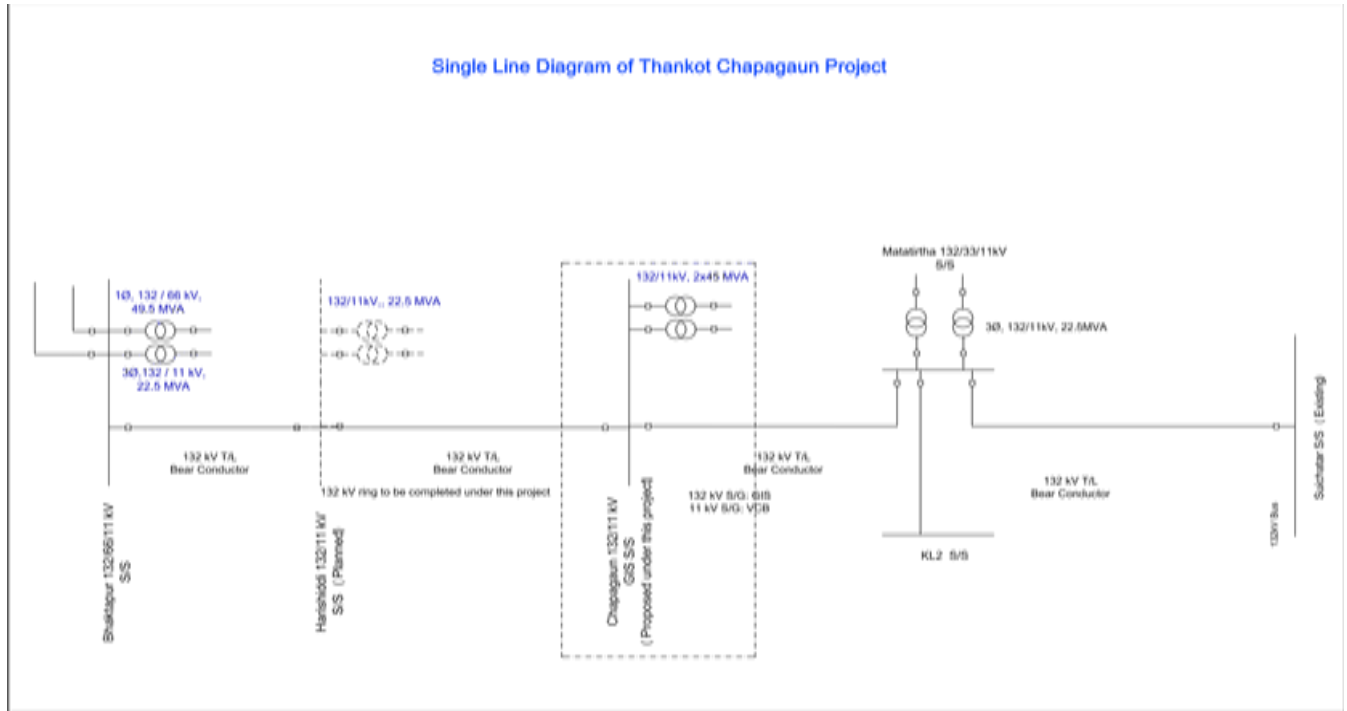 Single Line Diagram of Thankot Chapagaun Project
Matatirtha 132/33/11kV
S/S
1Ø, 132 / 66 kV,
49.5 MVA
132/11kV,, 22.5 MVA
132/11kV, 2x45 MVA
3Ø, 132/11kV, 22.5MVA
3Ø,132 / 11 kV,
22.5 MVA
132 kV T/L
Bear Conductor
132 kV T/L
Bear Conductor
132 kV T/L
Bear Conductor
132 kV T/L
Bear Conductor
132 kV ring to be completed under this project
132 kV S/G: GIS
11 kV S/G: VCB
KL2 S/S
Bhaktapur 132/66/11 kV
S/S
Harishiddi 132/11 kV
S/S ( Planned)
Chapagaun 132/11 kV
GIS S/S
( Proposed under this project)
132kV Bus
Suichatar S/S ( Existing)